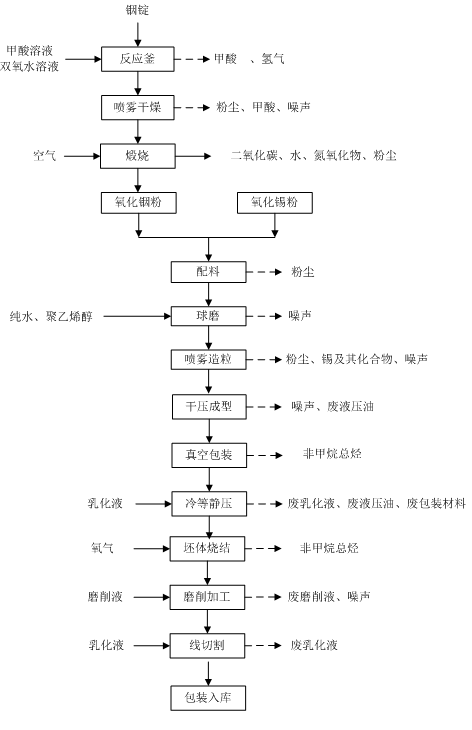 铟锭
甲酸溶液
双氧水溶液
反应釜
甲酸 、氢气
喷雾干燥
粉尘、甲酸、噪声
空气
煅烧
二氧化碳、水、氮氧化物、粉尘
氧化铟粉
氧化锡粉
配料
粉尘
纯水、聚乙烯醇
球磨
噪声
喷雾造粒
粉尘、锡及其化合物、噪声
干压成型
噪声、废液压油
真空包装
非甲烷总烃
乳化液
冷等静压
废乳化液、废液压油、废包装材料
氧气
坯体烧结
非甲烷总烃
磨削液
磨削加工
废磨削液、噪声
乳化液
线切割
废乳化液
包装入库